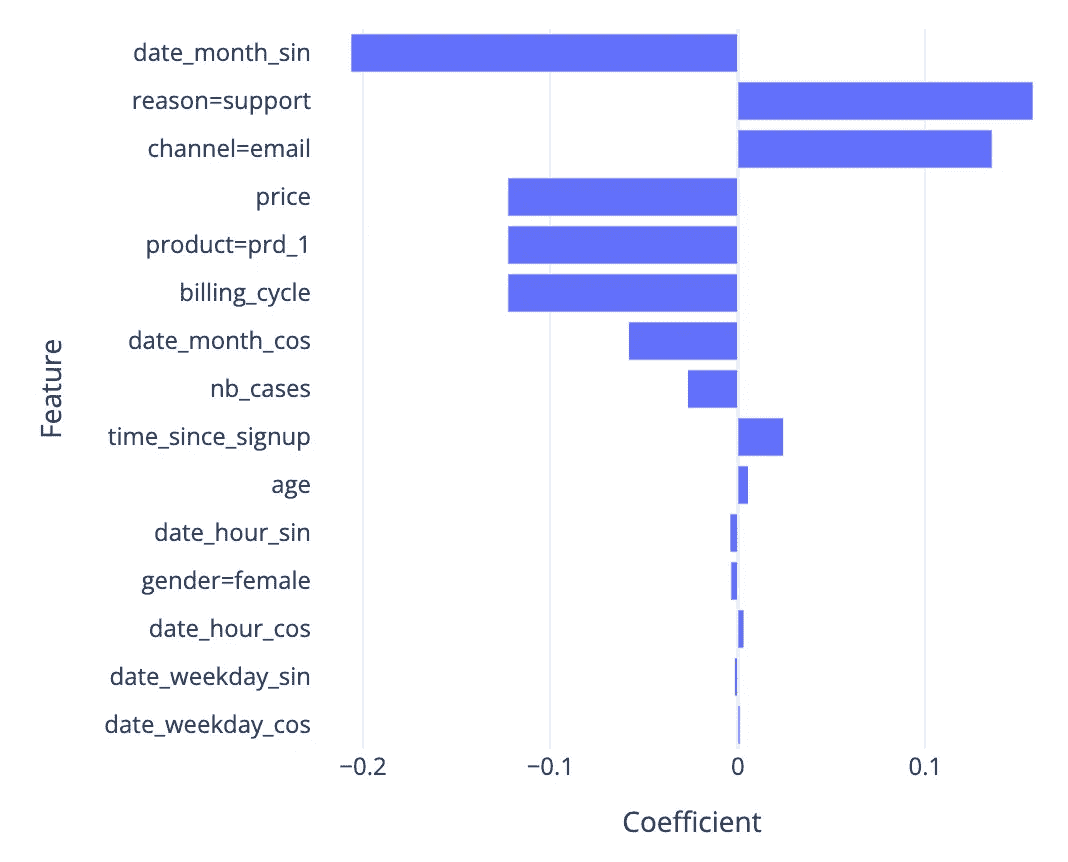 date_month_sin
reason=support
channel=email
price
product=prd_1
billing_cycle
date_month_cos
nb_cases
time_since_signup
age
date_hour_sin
gender=female
date_hour_cos
date_weekday_sin
date_weekday_cos
Feature
−0.2 −0.1 0 0.1
Coefficient